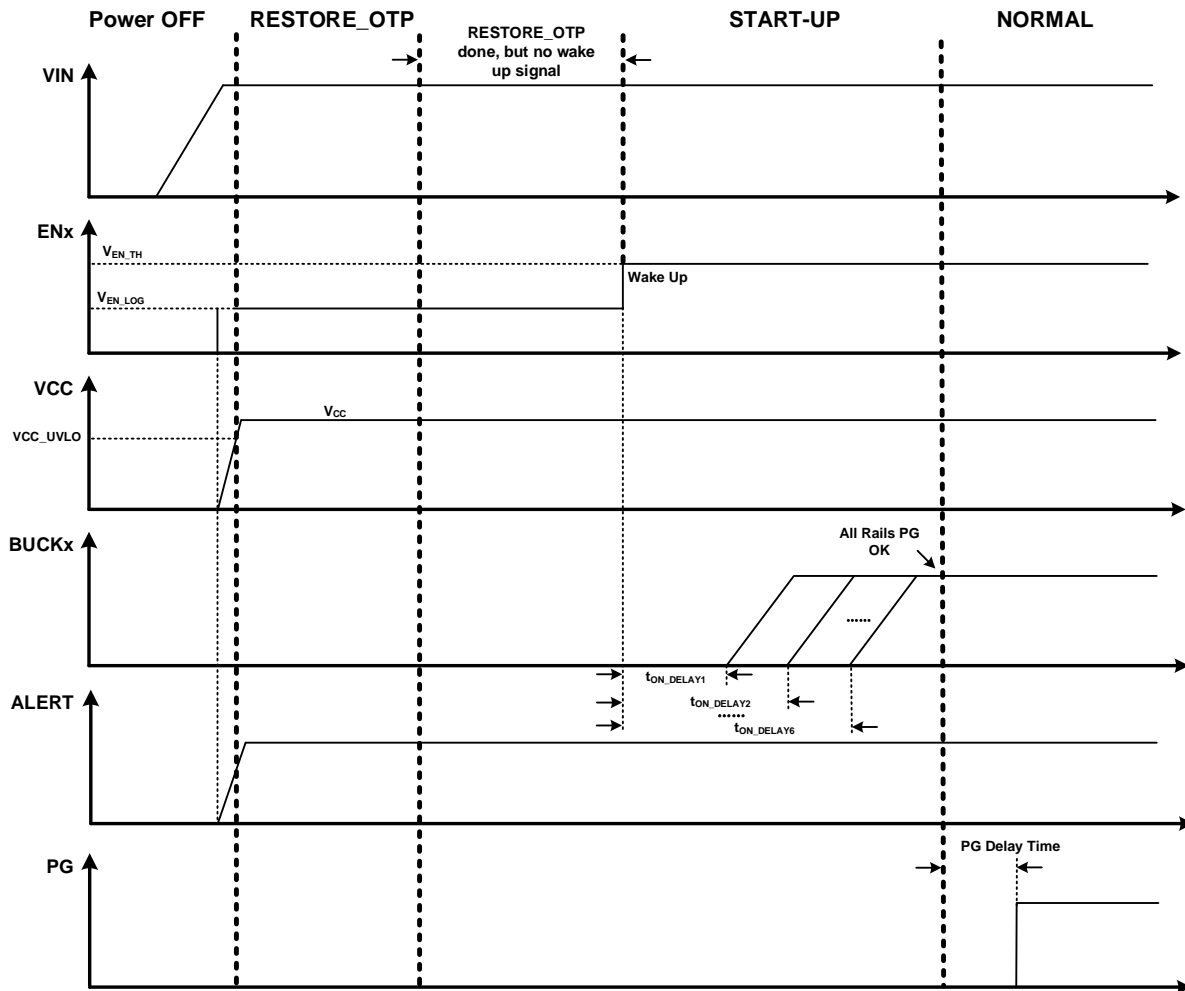 Power OFF
RESTORE_OTP
RESTORE_OTP
done, but no wake
up signal
START-UP
NORMAL
VIN
ENx
VEN_TH
Wake Up
VEN_LOG
VCC
VCC
VCC_UVLO
BUCKx
All Rails PG
OK
......
tON_DELAY1
ALERT
tON_DELAY2
......
tON_DELAY6
PG Delay Time
PG